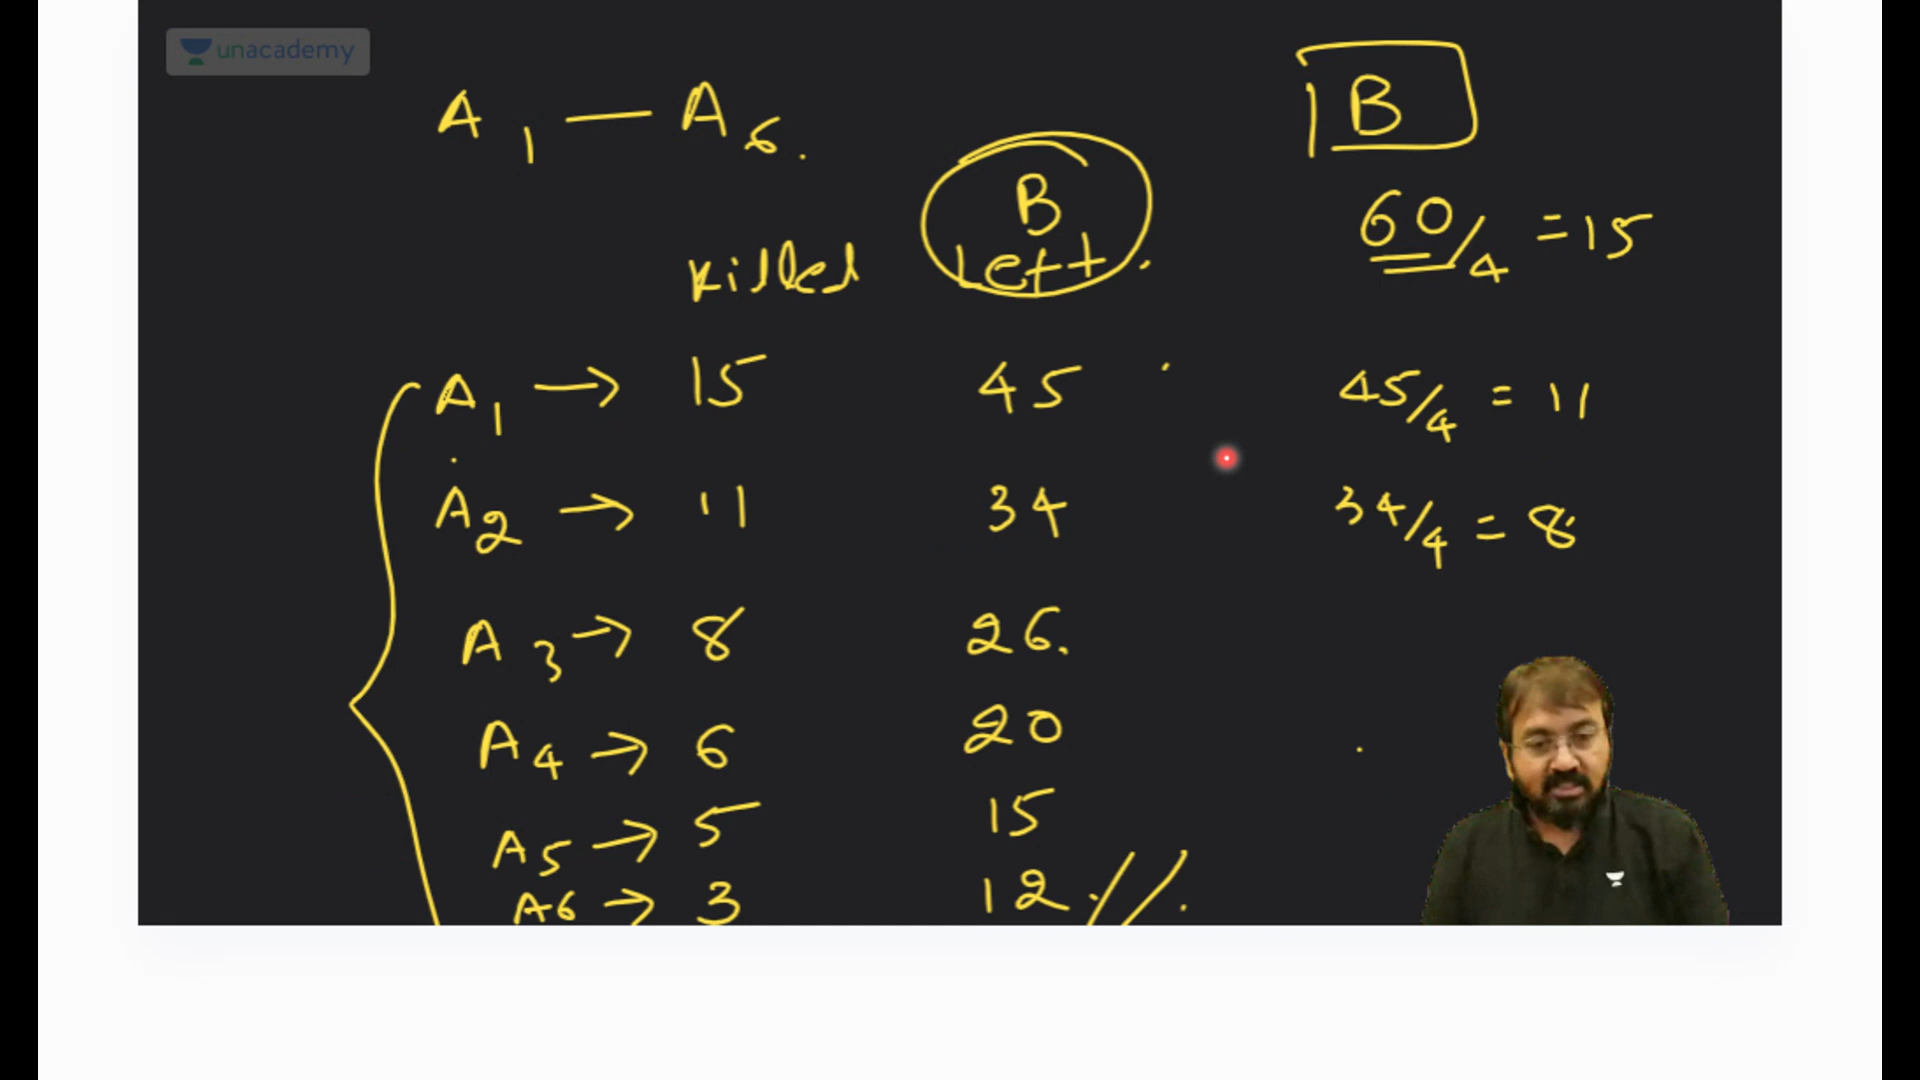 unacademy
A1 — A6.
B
B
Left.
60/4 = 15
Killed
A1 → 15 45 45/4 = 11
A2 → 11 34 34/4 = 8
A3 → 8 26.
A4 → 6 20
A5 → 5 15
A6 → 3 12 //.